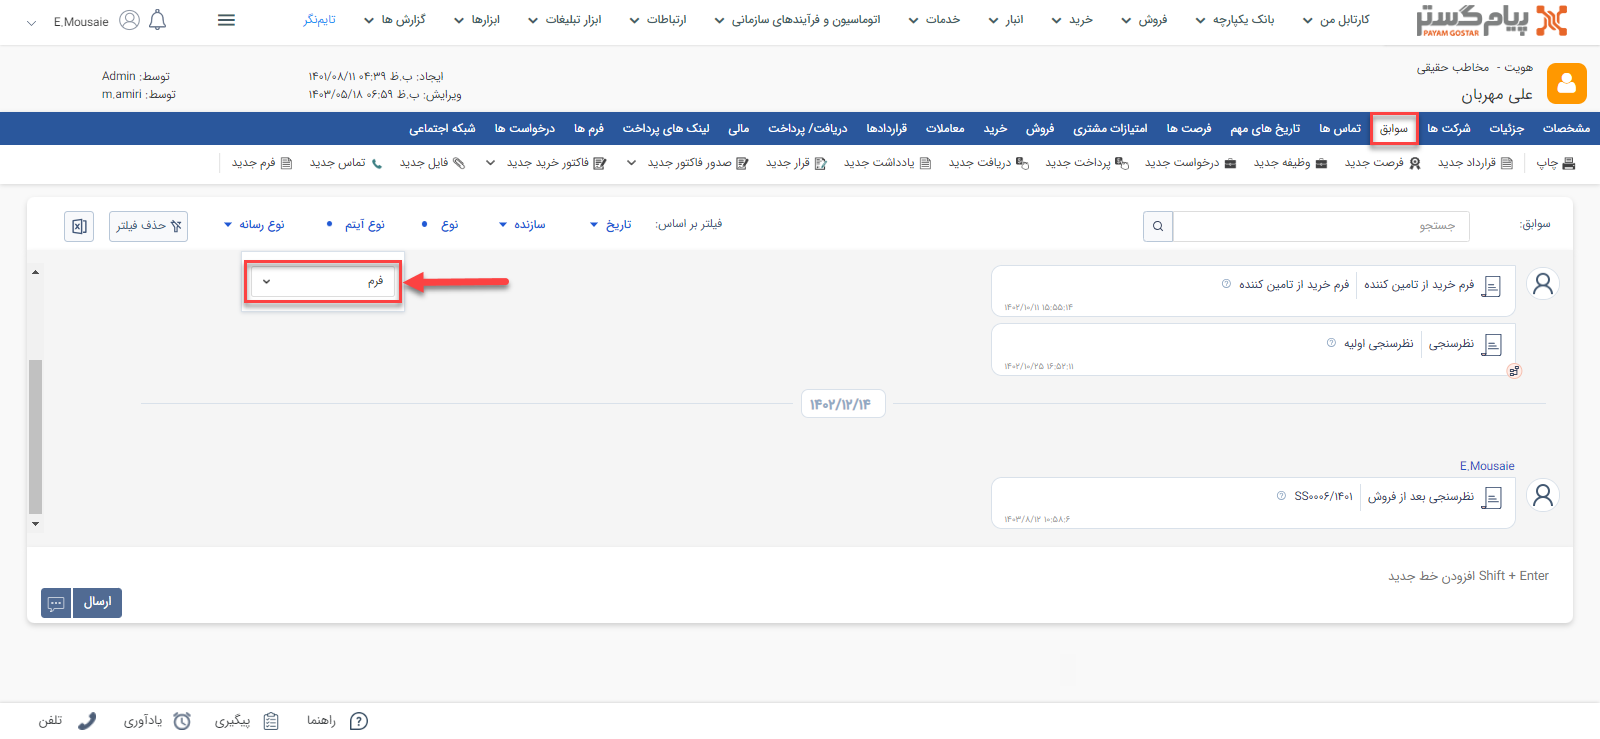 پیام‌گستر
PAYAM GOSTAR
کارتابل من
بانک یکپارچه
فروش
خرید
انبار
خدمات
اتوماسیون و فرآیندهای سازمانی
ارتباطات
ابزار تبلیغات
ابزارها
گزارش ها
تایم‌نگر
E.Mousaie
هویت - مخاطب حقیقی
علی مهربان
ایجاد: ب.ظ ۰۴:۳۹ ۱۴۰۱/۰۸/۱۱
توسط: Admin
ویرایش: ب.ظ ۰۶:۵۹ ۱۴۰۳/۰۵/۱۸
توسط: m.amiri
مشخصات
جزئیات
شرکت ها
سوابق
تماس ها
تاریخ های مهم
فرصت ها
امتیازات مشتری
فروش
خرید
معاملات
قراردادها
دریافت/ پرداخت
مالی
لینک های پرداخت
فرم ها
درخواست ها
شبکه اجتماعی
چاپ
قرارداد جدید
فرصت جدید
وظیفه جدید
درخواست جدید
پرداخت جدید
دریافت جدید
یادداشت جدید
قرار جدید
صدور فاکتور جدید
فاکتور خرید جدید
فایل جدید
تماس جدید
فرم جدید
سوابق:
جستجو
فیلتر بر اساس:
تاریخ
سازنده
نوع
نوع آیتم
نوع رسانه
حذف فیلتر
فرم
فرم خرید از تامین کننده
فرم خرید از تامین کننده
۱۴۰۲/۱۰/۱۱ ۱۵:۵۵:۱۴
نظرسنجی
نظرسنجی اولیه
۱۴۰۲/۱۰/۲۵ ۱۶:۵۲:۱۱
۱۴۰۲/۱۲/۱۴
E.Mousaie
نظرسنجی بعد از فروش
SS۰۰۰۶/۱۴۰۱
۱۴۰۳/۸/۱۲ ۱۰:۵۸:۶
Shift + Enter افزودن خط جدید
ارسال
راهنما
پیگیری
یادآوری
تلفن